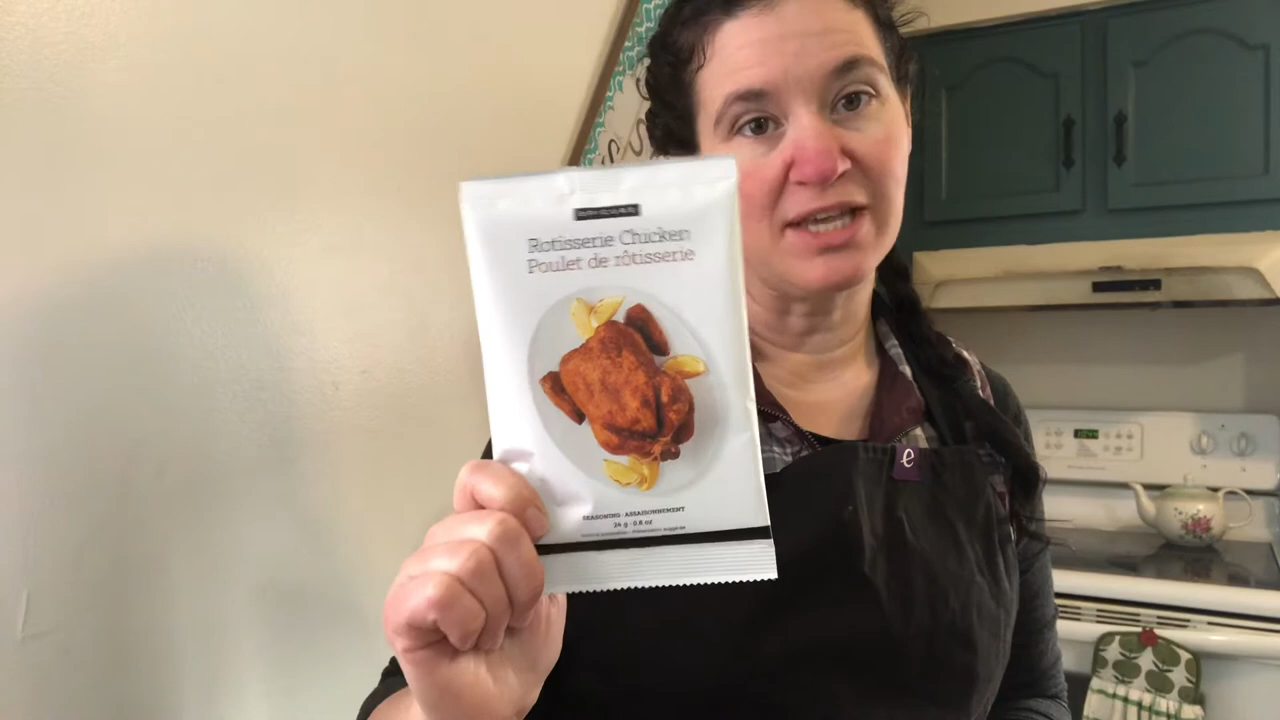 Rotisserie Chicken
Poulet de rôtisserie
SEASONING · ASSAISONNEMENT
24 g · 0.8 oz
e